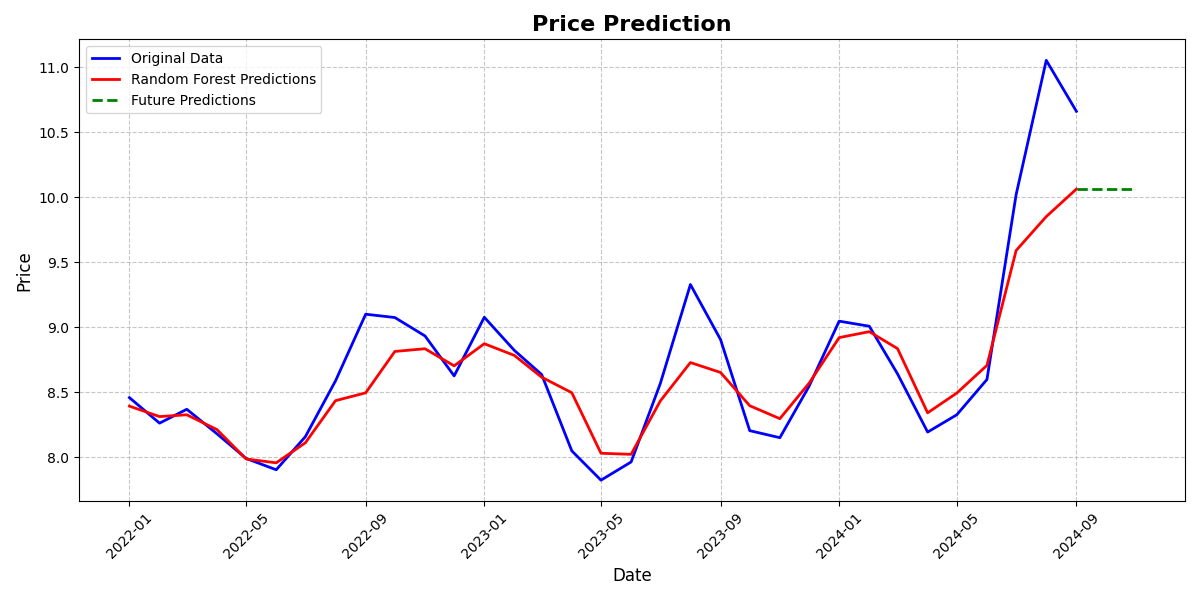 Price Prediction
Original Data
Random Forest Predictions
Future Predictions
Price
11.0
10.5
10.0
9.5
9.0
8.5
8.0
2022-01
2022-05
2022-09
2023-01
2023-05
2023-09
2024-01
2024-05
2024-09
Date